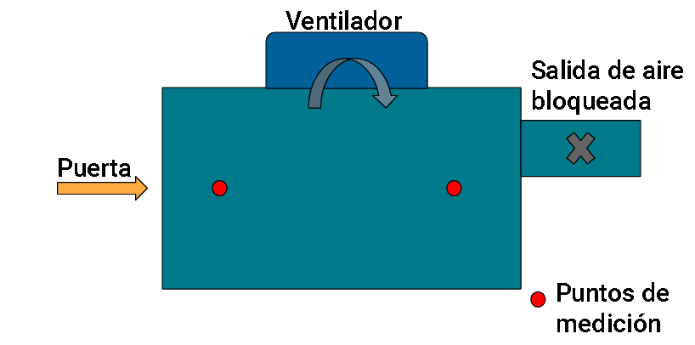 Ventilador
Salida de aire
bloqueada
Puerta
Puntos de
medición